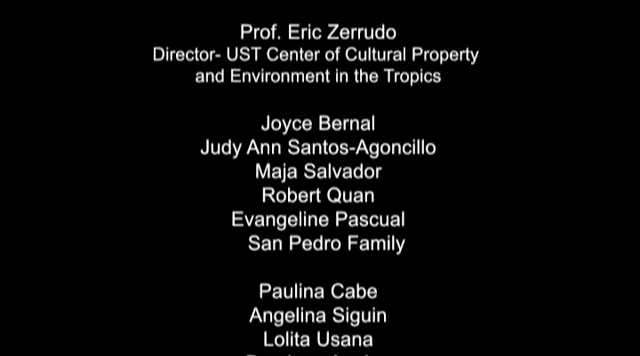 Prof. Eric Zerrudo
Director- UST Center of Cultural Property
and Environment in the Tropics
Joyce Bernal
Judy Ann Santos-Agoncillo
Maja Salvador
Robert Quan
Evangeline Pascual
San Pedro Family
Paulina Cabe
Angelina Siguin
Lolita Usana